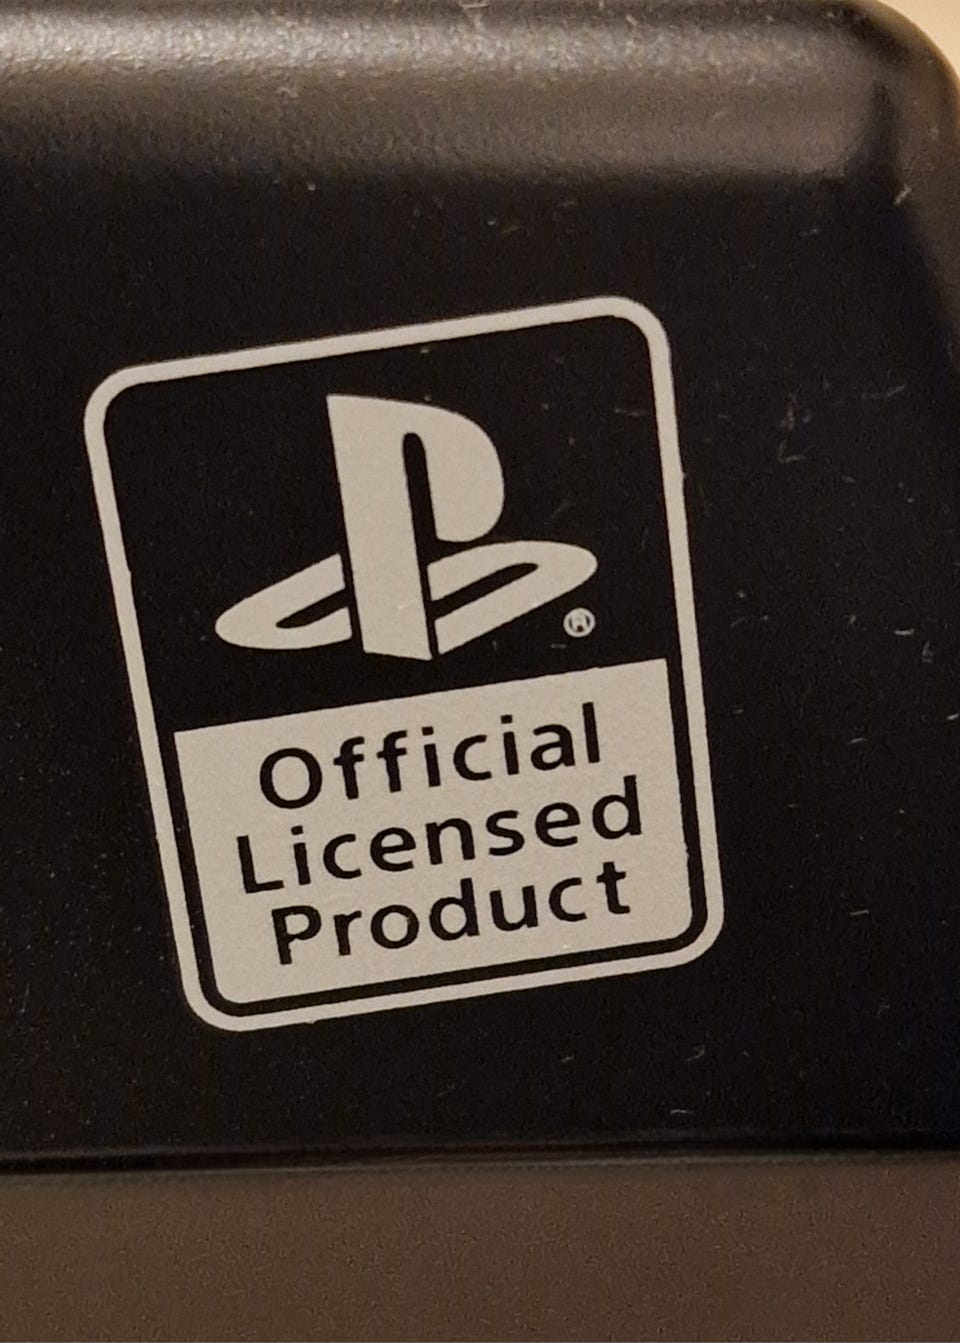 ®
Official
Licensed
Product